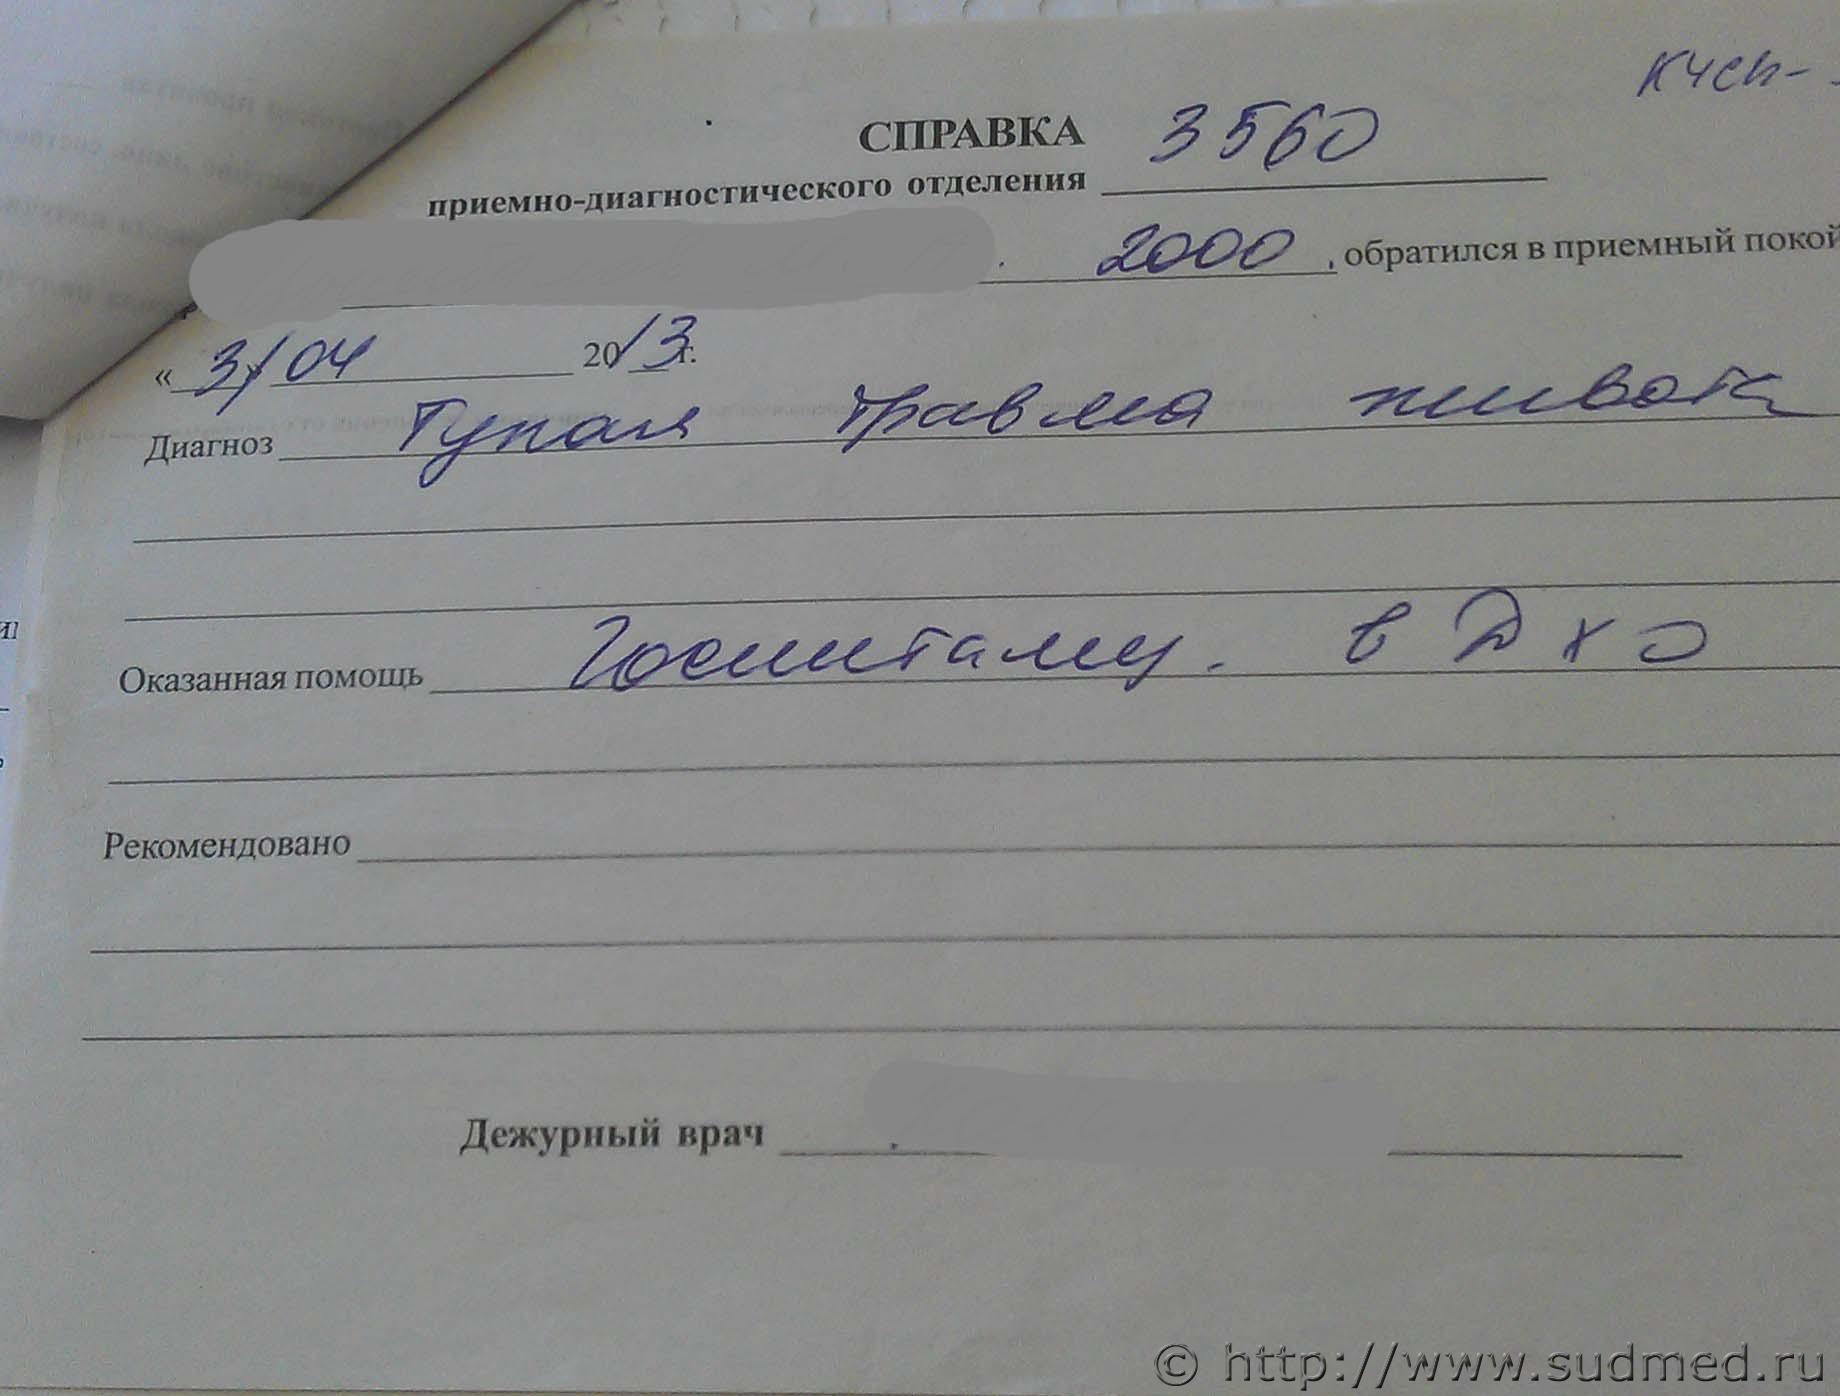 КЧСП-
СПРАВКА 3560
приемно-диагностического отделения
2000, обратился в приемный покой
«3/ 04 2013г.
Диагноз Тупая травма живота
Оказанная помощь Госпитализ. в ДХО
Рекомендовано
Дежурный врач
© http://www.sudmed.ru